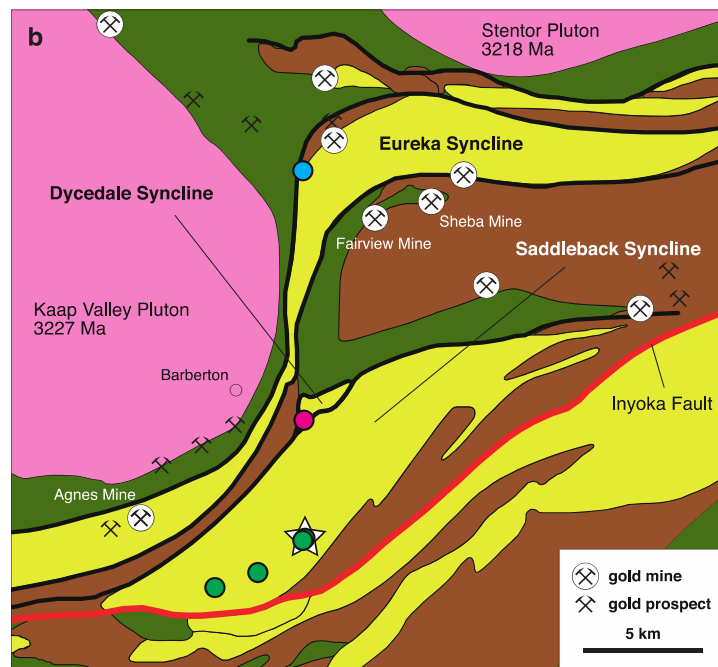 b
Stentor Pluton
3218 Ma
Eureka Syncline
Dycedale Syncline
Sheba Mine
Fairview Mine
Saddleback Syncline
Kaap Valley Pluton
3227 Ma
Barberton
Inyoka Fault
Agnes Mine
gold mine
gold prospect
5 km